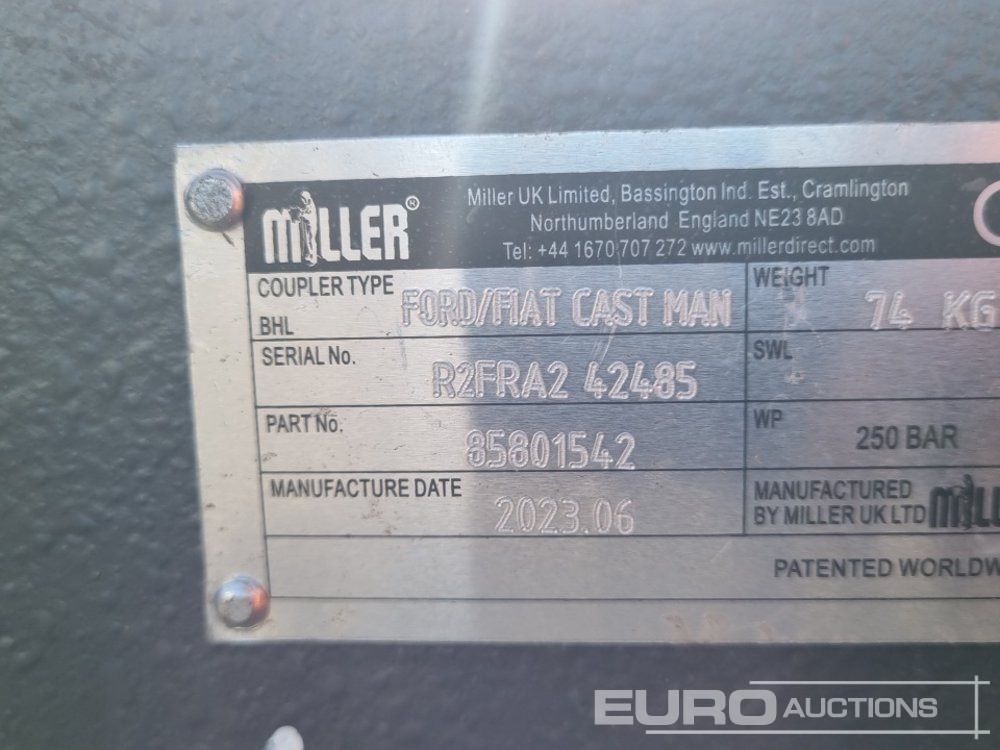 MILLER®
Miller UK Limited, Bassington Ind. Est., Cramlington
Northumberland England NE23 8AD
Tel: +44 1670 707 272 www.millerdirect.com
COUPLER TYPE
BHL
FORD/FIAT CAST MAN
WEIGHT
74 KG
SERIAL No.
R2FRA2 42485
SWL
PART No.
85801542
WP
250 BAR
MANUFACTURE DATE
2023.06
MANUFACTURED
BY MILLER UK LTD
PATENTED WORLDW
EURO AUCTIONS